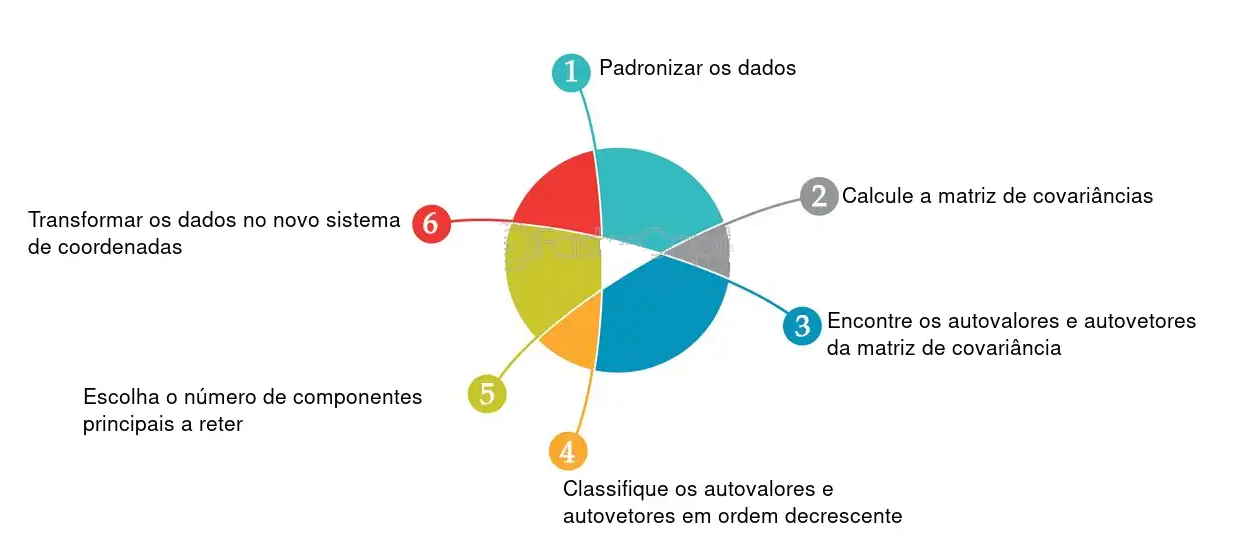 1
Padronizar os dados
2
Calcule a matriz de covariâncias
3
Encontre os autovalores e autovetores
da matriz de covariância
4
Classifique os autovalores e
autovetores em ordem decrescente
5
Escolha o número de componentes
principais a reter
6
Transformar os dados no novo sistema
de coordenadas